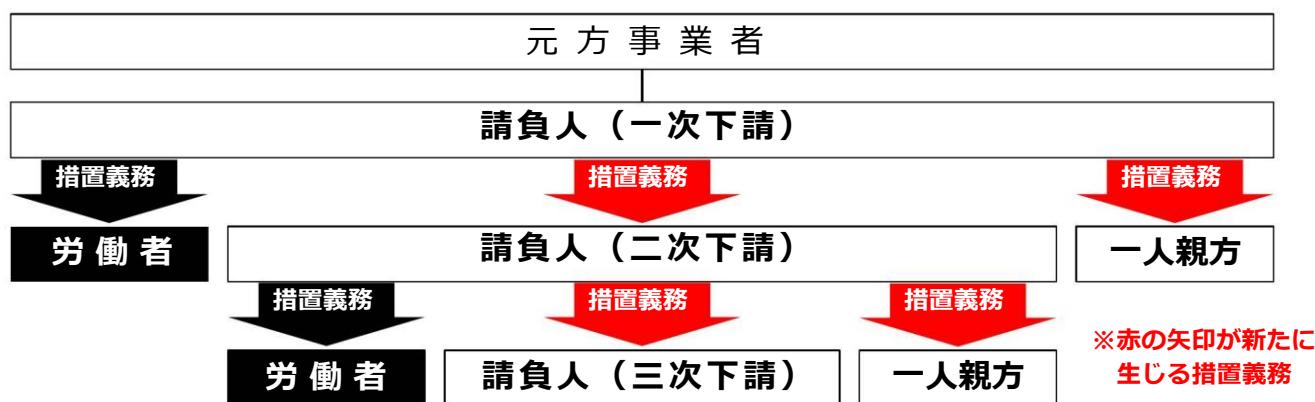 元方事業者
請負人（一次下請）
措置義務 措置義務 措置義務
労働者 請負人（二次下請） 一人親方
措置義務 措置義務 措置義務
労働者 請負人（三次下請） 一人親方
※赤の矢印が新たに
生じる措置義務